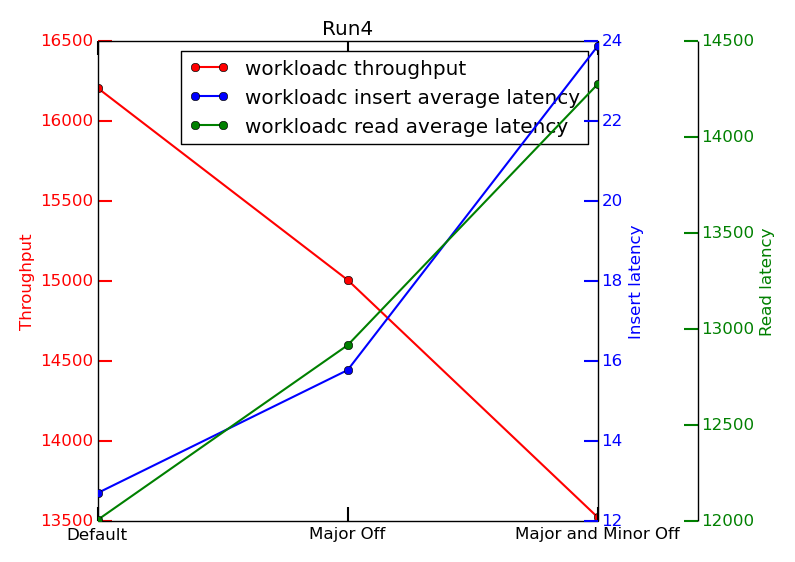 Run4
workloadc throughput
workloadc insert average latency
workloadc read average latency
Throughput
16500
16000
15500
15000
14500
14000
13500
Insert latency
24
22
20
18
16
14
12
Read latency
14500
14000
13500
13000
12500
12000
Default
Major Off
Major and Minor Off